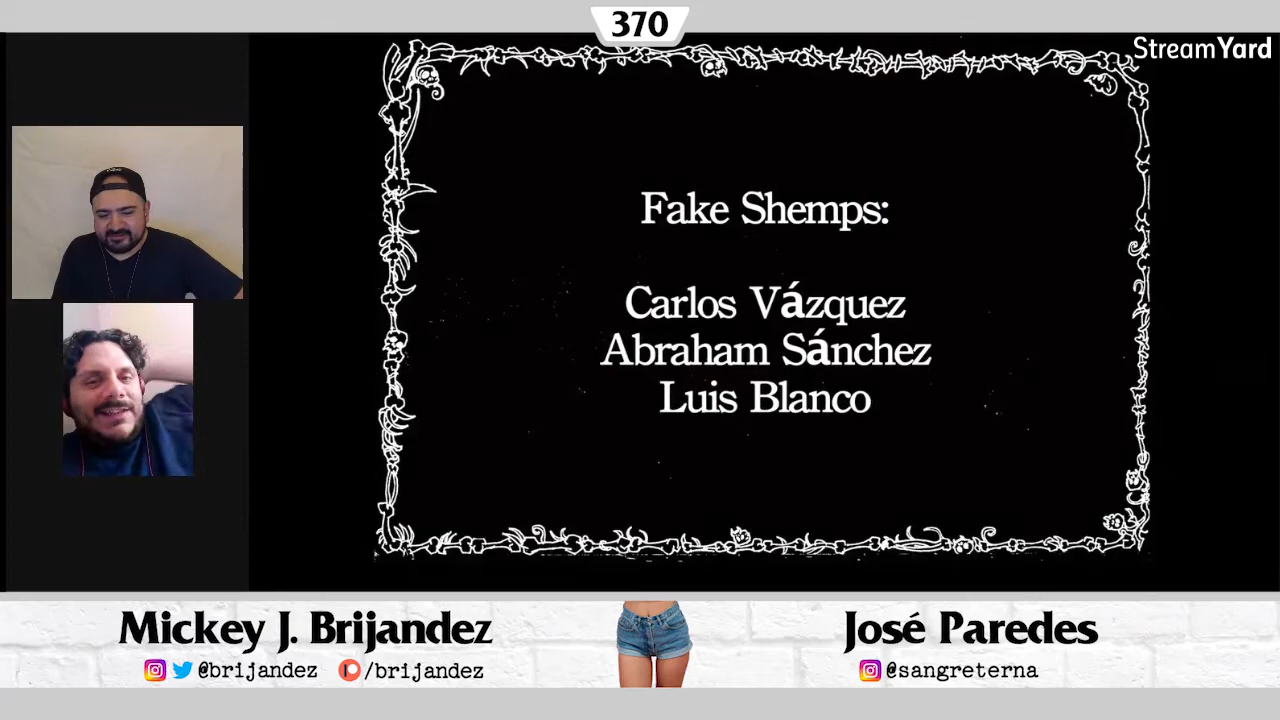 370
StreamYard
Fake Shemps:
Carlos Vázquez
Abraham Sánchez
Luis Blanco
Mickey J. Brijandez
@brijandez /brijandez
José Paredes
@sangreterna